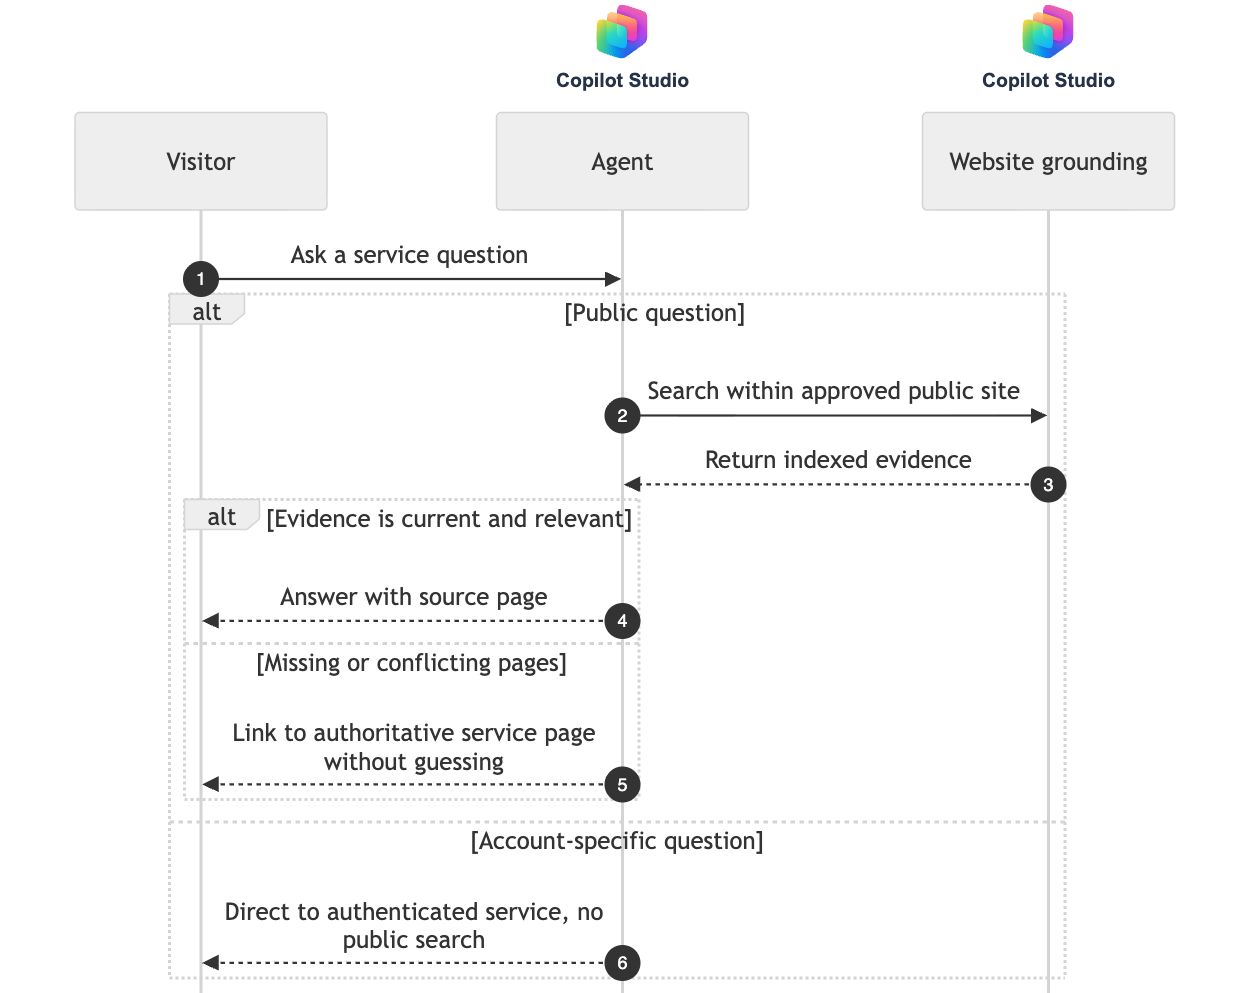 Copilot Studio
Copilot Studio
Visitor
Agent
Website grounding
Ask a service question
1
alt
[Public question]
Search within approved public site
2
Return indexed evidence
3
alt
[Evidence is current and relevant]
Answer with source page
4
[Missing or conflicting pages]
Link to authoritative service page
without guessing
5
[Account-specific question]
Direct to authenticated service, no
public search
6